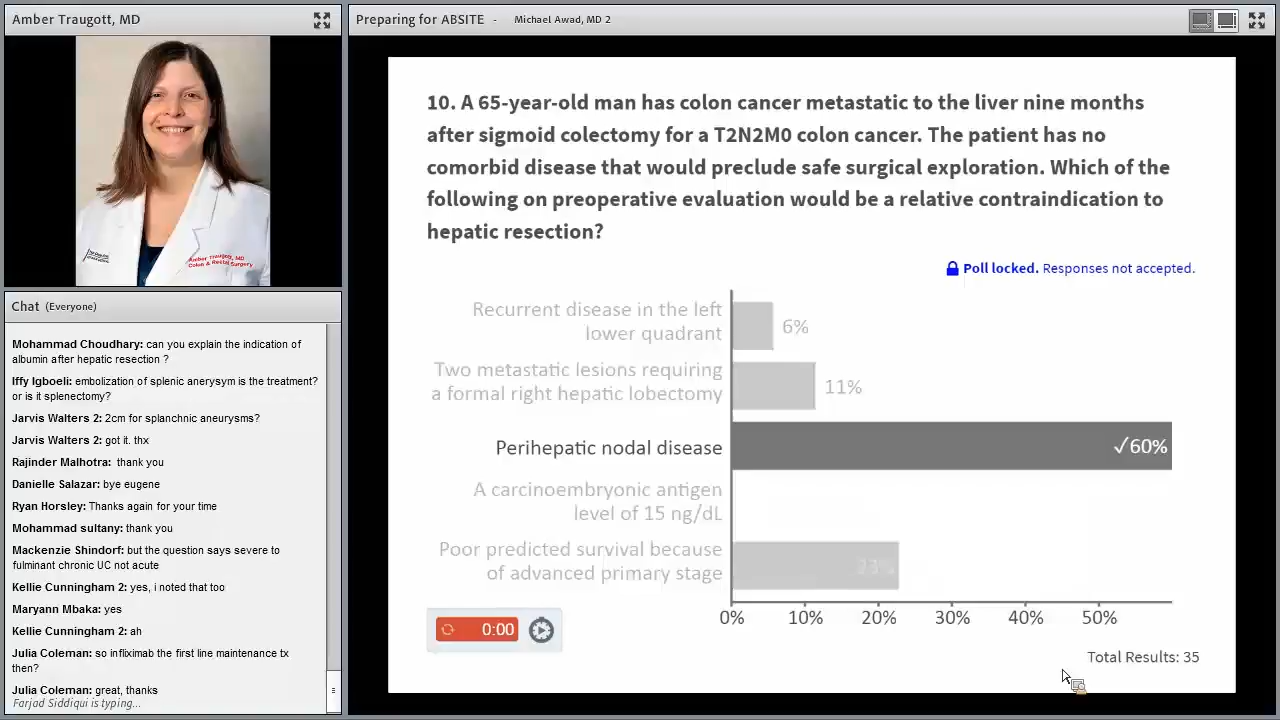 Amber Traugott, MD
Preparing for ABSITE - Michael Awad, MD 2
Amber Traugott, MD
Colon & Rectal Surgery
Chat (Everyone)
Mohammad Choudhary: can you explain the indication of
albumin after hepatic resection ?
Iffy Igboeli: embolization of splenic anerysym is the treatment?
or is it splenectomy?
Jarvis Walters 2: 2cm for splanchnic aneurysms?
Jarvis Walters 2: got it. thx
Rajinder Malhotra: thank you
Danielle Salazar: bye eugene
Ryan Horsley: Thanks again for your time
Mohammad sultany: thank you
Mackenzie Shindorf: but the question says severe to
fulminant chronic UC not acute
Kellie Cunningham 2: yes, i noted that too
Maryann Mbaka: yes
Kellie Cunningham 2: ah
Julia Coleman: so infliximab the first line maintenance tx
then?
Julia Coleman: great, thanks
Farjad Siddiqui is typing...
10. A 65-year-old man has colon cancer metastatic to the liver nine months
after sigmoid colectomy for a T2N2M0 colon cancer. The patient has no
comorbid disease that would preclude safe surgical exploration. Which of the
following on preoperative evaluation would be a relative contraindication to
hepatic resection?
Poll locked. Responses not accepted.
Recurrent disease in the left
lower quadrant
6%
Two metastatic lesions requiring
a formal right hepatic lobectomy
11%
Perihepatic nodal disease
✓60%
A carcinoembryonic antigen
level of 15 ng/dL
Poor predicted survival because
of advanced primary stage
23%
0% 10% 20% 30% 40% 50%
0:00
Total Results: 35